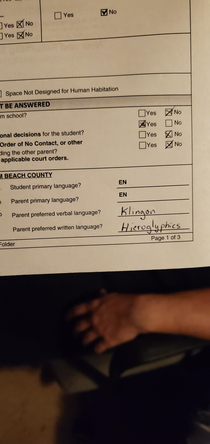 Yes No
Yes No
Yes No
Space Not Designed for Human Habitation
T BE ANSWERED
m school? Yes No
Yes No
onal decisions for the student? Yes No
Order of No Contact, or other Yes No
ding the other parent?
applicable court orders.
M BEACH COUNTY
Student primary language? EN
Parent primary language? EN
Parent preferred verbal language? Klingon
Parent preferred written language? Hieroglyphics
Page 1 of 3
Folder